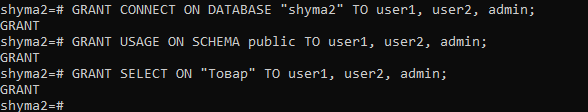 shyma2=# GRANT CONNECT ON DATABASE "shyma2" TO user1, user2, admin;
GRANT
shyma2=# GRANT USAGE ON SCHEMA public TO user1, user2, admin;
GRANT
shyma2=# GRANT SELECT ON "Товар" TO user1, user2, admin;
GRANT
shyma2=#